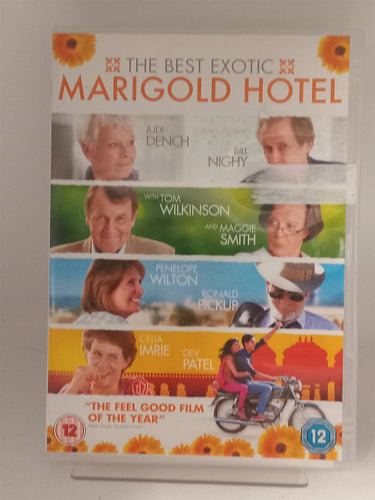 THE BEST EXOTIC
MARIGOLD HOTEL
JUDI
DENCH
BILL
NIGHY
WITH TOM
WILKINSON
AND MAGGIE
SMITH
PENELOPE
WILTON
RONALD
PICKUP
CELIA
IMRIE
DEV
PATEL
"THE FEEL GOOD FILM
OF THE YEAR"
12
12